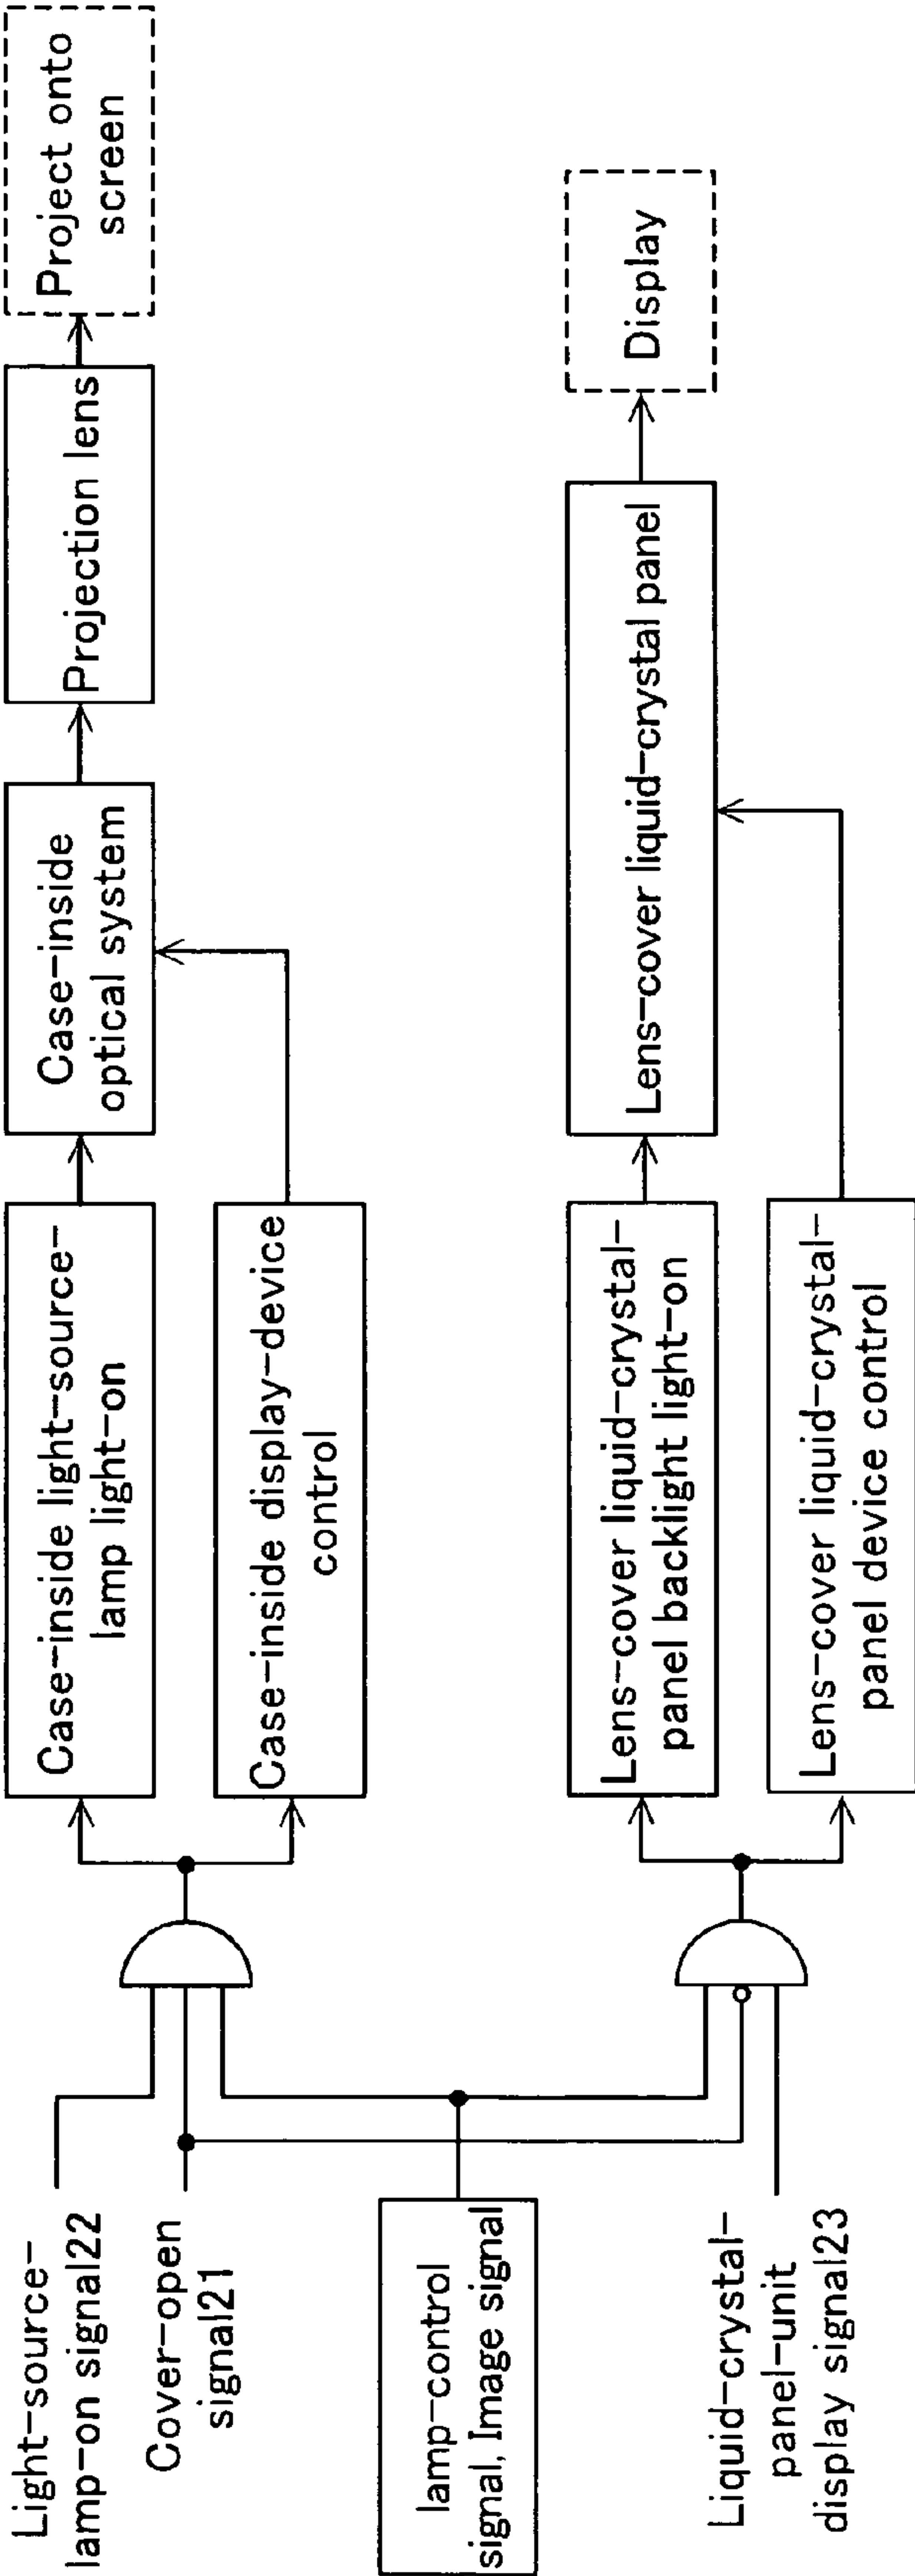 Light-source-
lamp-on signal22
Cover-open
signal21
lamp-control
signal, Image signal
Liquid-crystal-
panel-unit
display signal23
Case-inside light-source-
lamp light-on
Case-inside display-device
control
Case-inside
optical system
Projection lens
Project onto
screen
Lens-cover liquid-crystal-
panel backlight light-on
Lens-cover liquid-crystal-
panel device control
Lens-cover liquid-crystal panel
Display